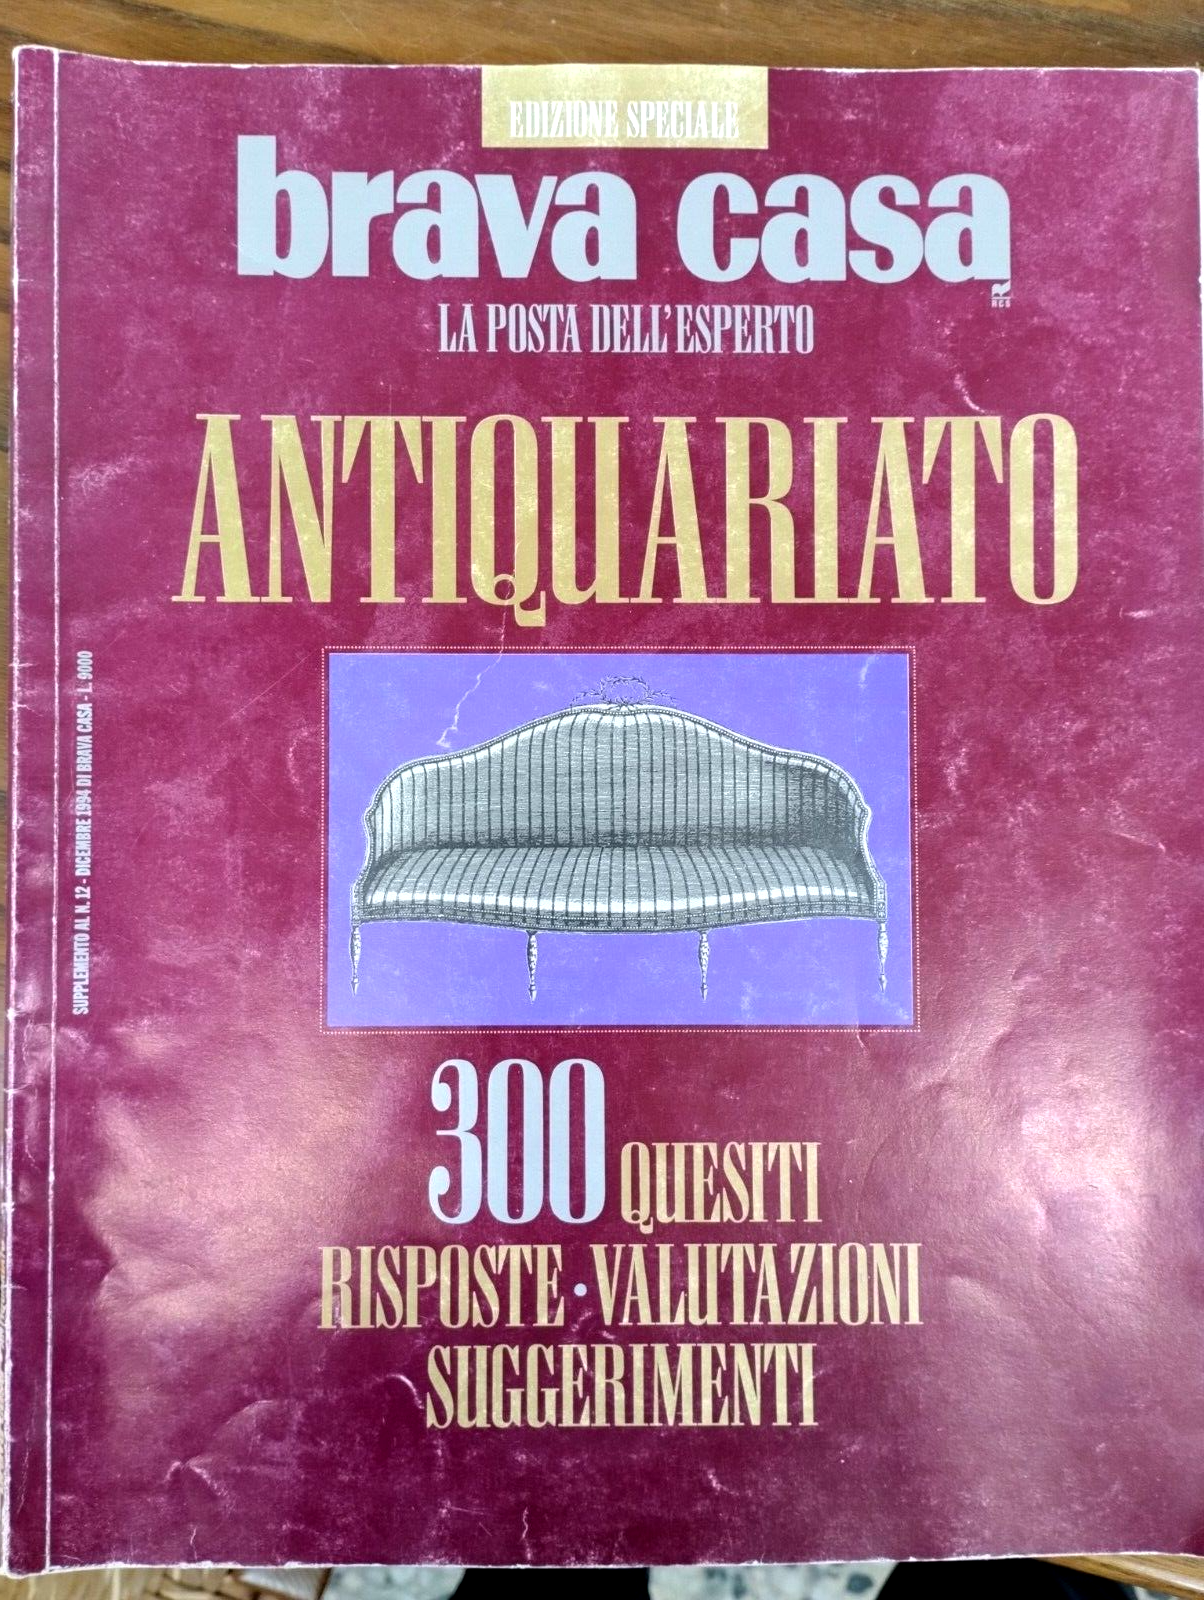 EDIZIONE SPECIALE
brava casa
RCS
LA POSTA DELL'ESPERTO
ANTIQUARIATO
SUPPLEMENTO AL N. 12 - DICEMBRE 1994 DI BRAVA CASA - L. 9000
300 QUESITI
RISPOSTE · VALUTAZIONI
SUGGERIMENTI